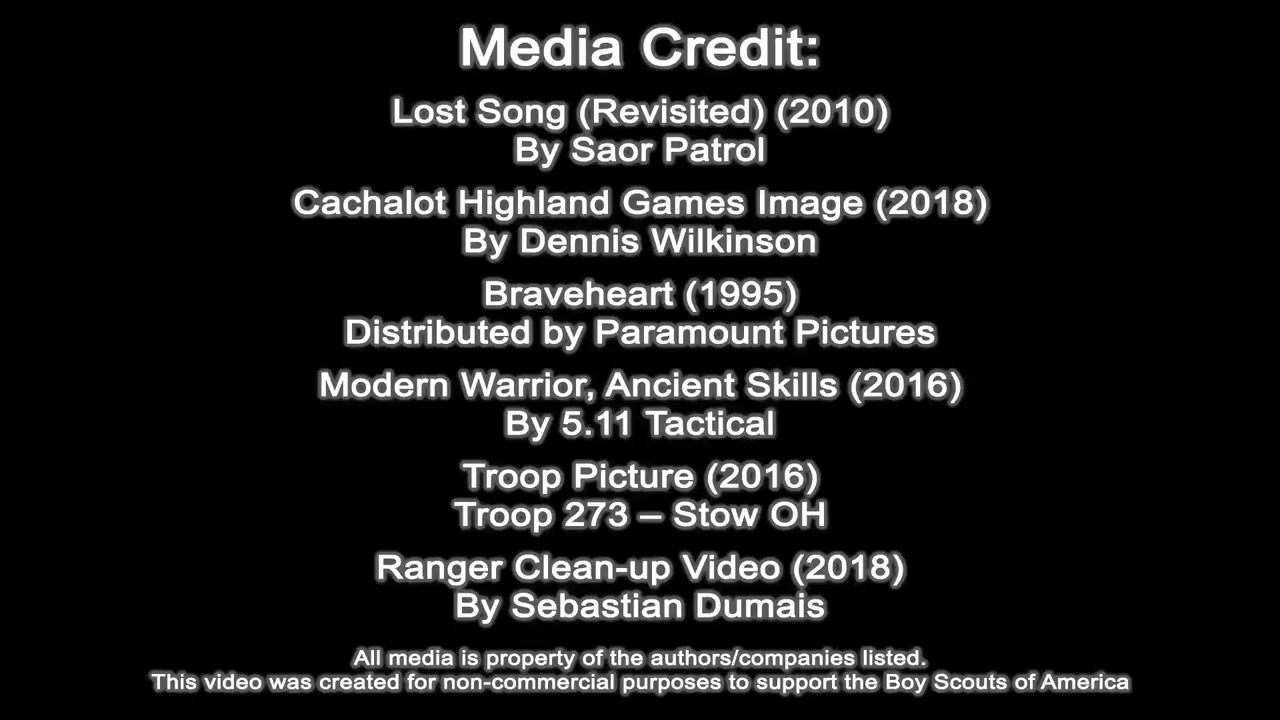 Media Credit:
Lost Song (Revisited) (2010)
By Saor Patrol
Cachalot Highland Games Image (2018)
By Dennis Wilkinson
Braveheart (1995)
Distributed by Paramount Pictures
Modern Warrior, Ancient Skills (2016)
By 5.11 Tactical
Troop Picture (2016)
Troop 273 – Stow OH
Ranger Clean-up Video (2018)
By Sebastian Dumais
All media is property of the authors/companies listed.
This video was created for non-commercial purposes to support the Boy Scouts of America